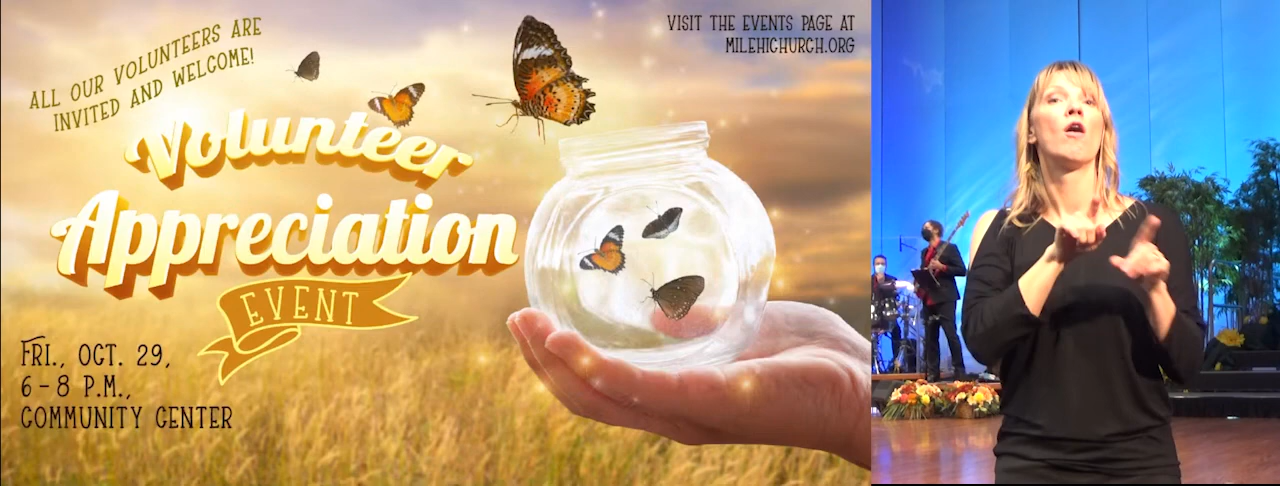 ALL OUR VOLUNTEERS ARE
INVITED AND WELCOME!
VISIT THE EVENTS PAGE AT
MILEHICHURCH.ORG
Volunteer
Appreciation
EVENT
FRI., OCT. 29,
6-8 P.M.,
COMMUNITY CENTER